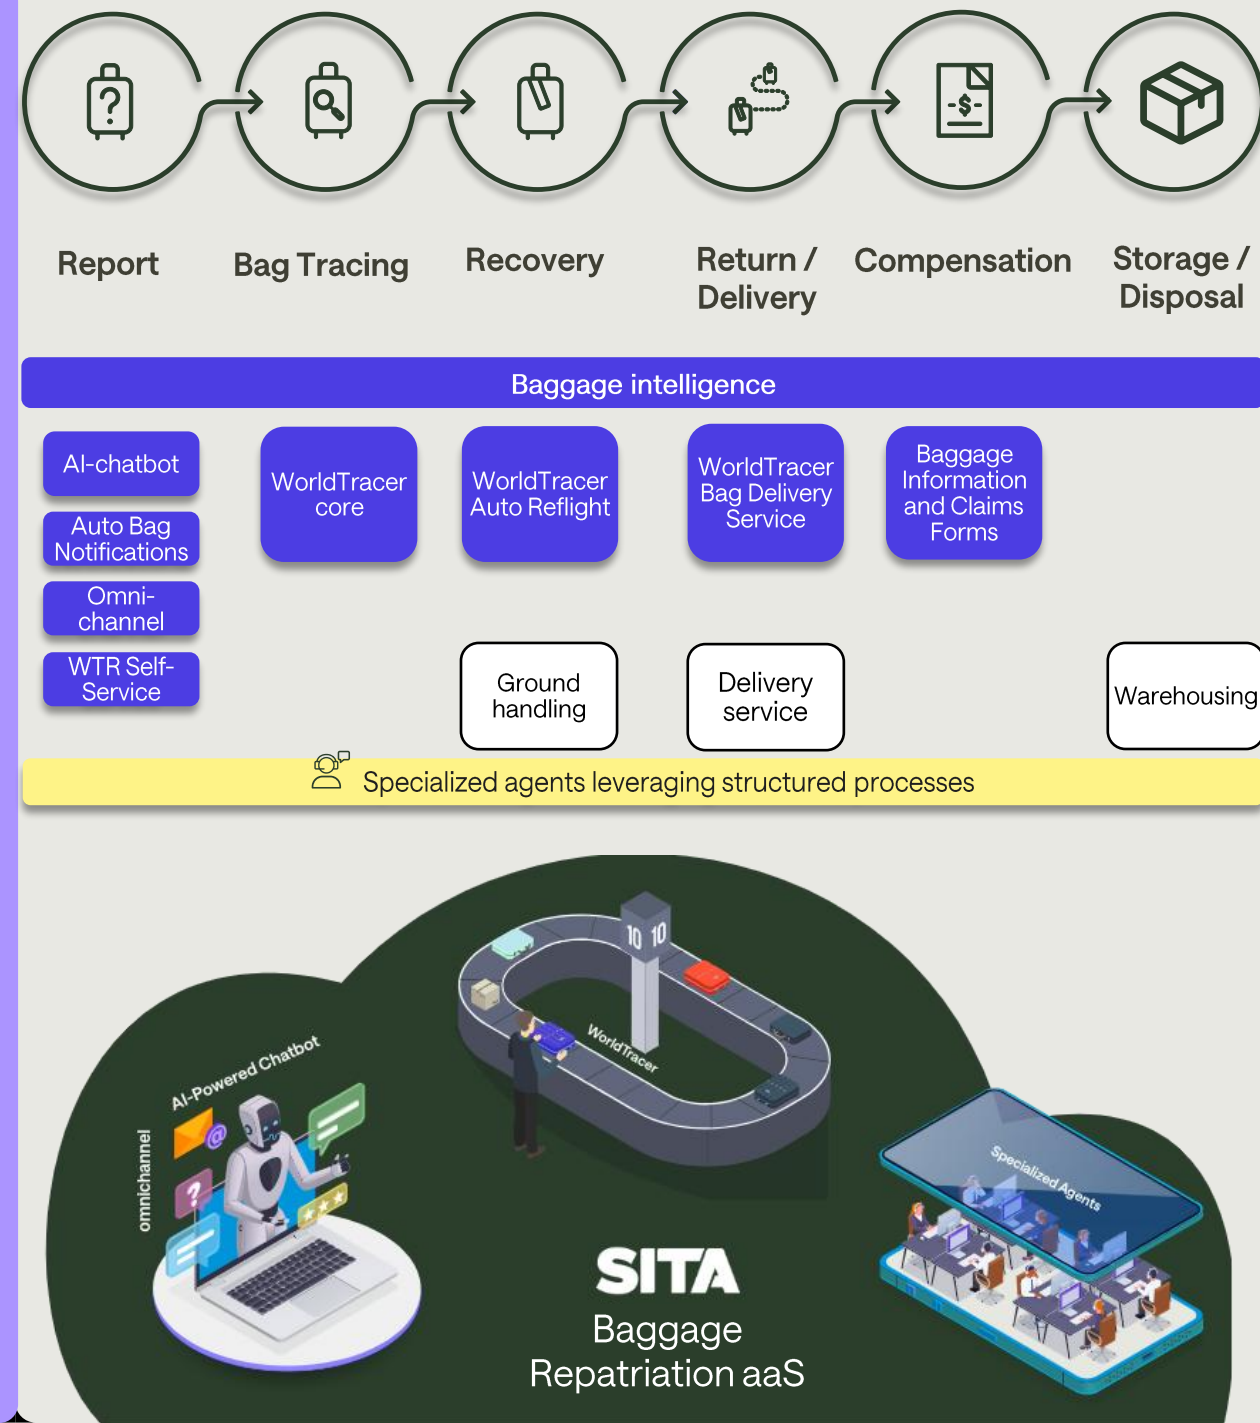 Report
Bag Tracing
Recovery
Return /
Delivery
Compensation
Storage /
Disposal
Baggage intelligence
AI-chatbot
Auto Bag
Notifications
Omni-
channel
WTR Self-
Service
WorldTracer
core
WorldTracer
Auto Reflight
WorldTracer
Bag Delivery
Service
Baggage
Information
and Claims
Forms
Ground
handling
Delivery
service
Warehousing
Specialized agents leveraging structured processes
10 10
WorldTracer
AI-Powered Chatbot
omnichannel
Specialized Agents
SITA
Baggage
Repatriation aaS